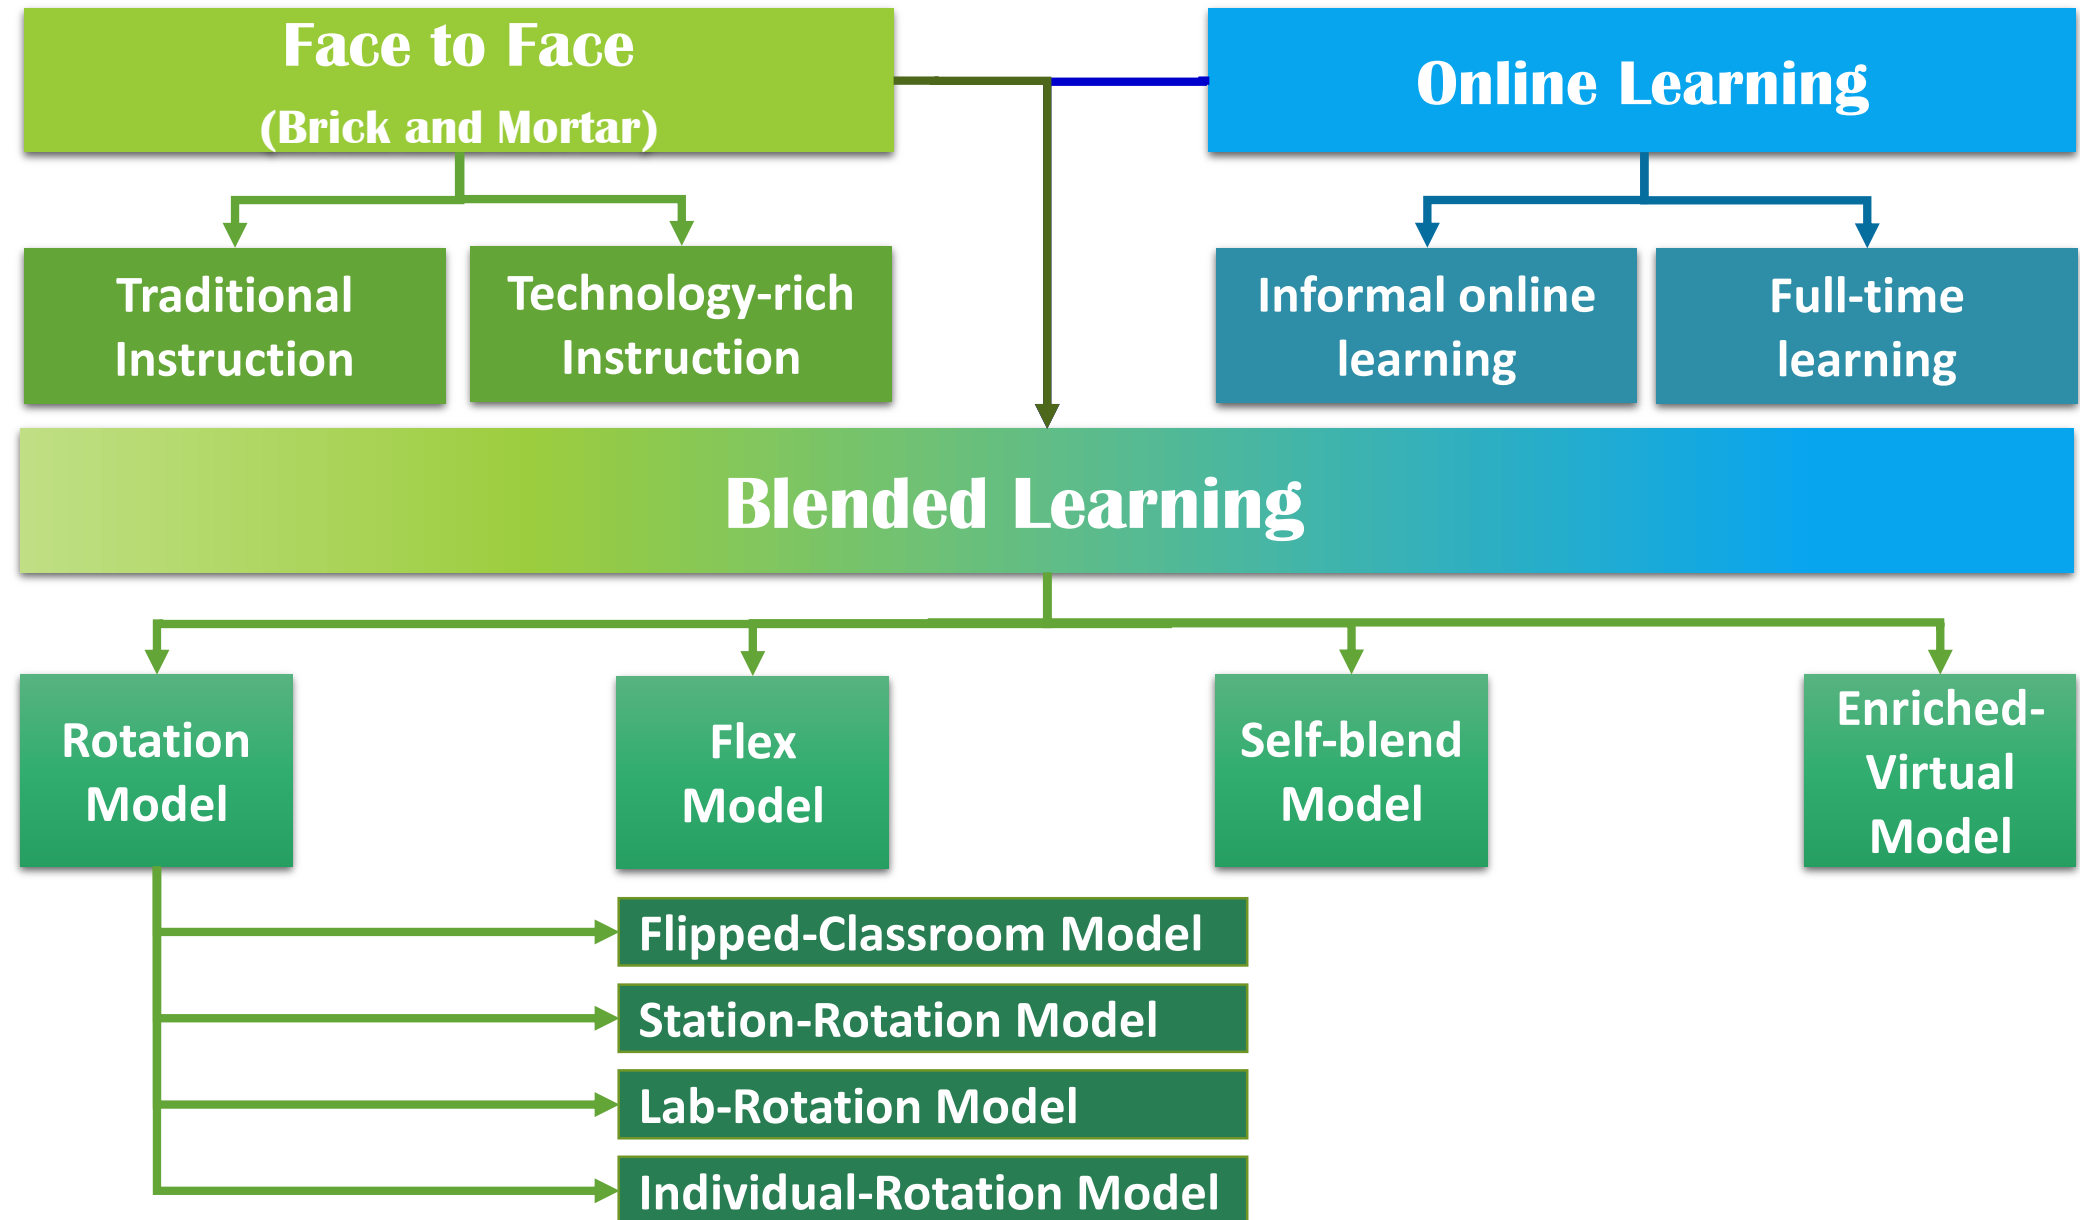 Face to Face
(Brick and Mortar)
Online Learning
Traditional
Instruction
Technology-rich
Instruction
Informal online
learning
Full-time
learning
Blended Learning
Rotation
Model
Flex
Model
Self-blend
Model
Enriched-
Virtual
Model
Flipped-Classroom Model
Station-Rotation Model
Lab-Rotation Model
Individual-Rotation Model